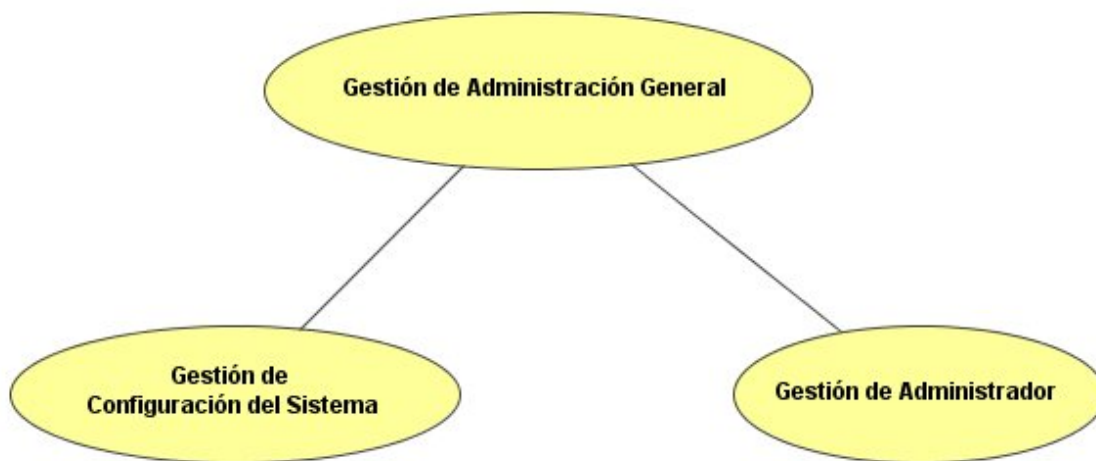 Gestión de Administración General
Gestión de
Configuración del Sistema
Gestión de Administrador